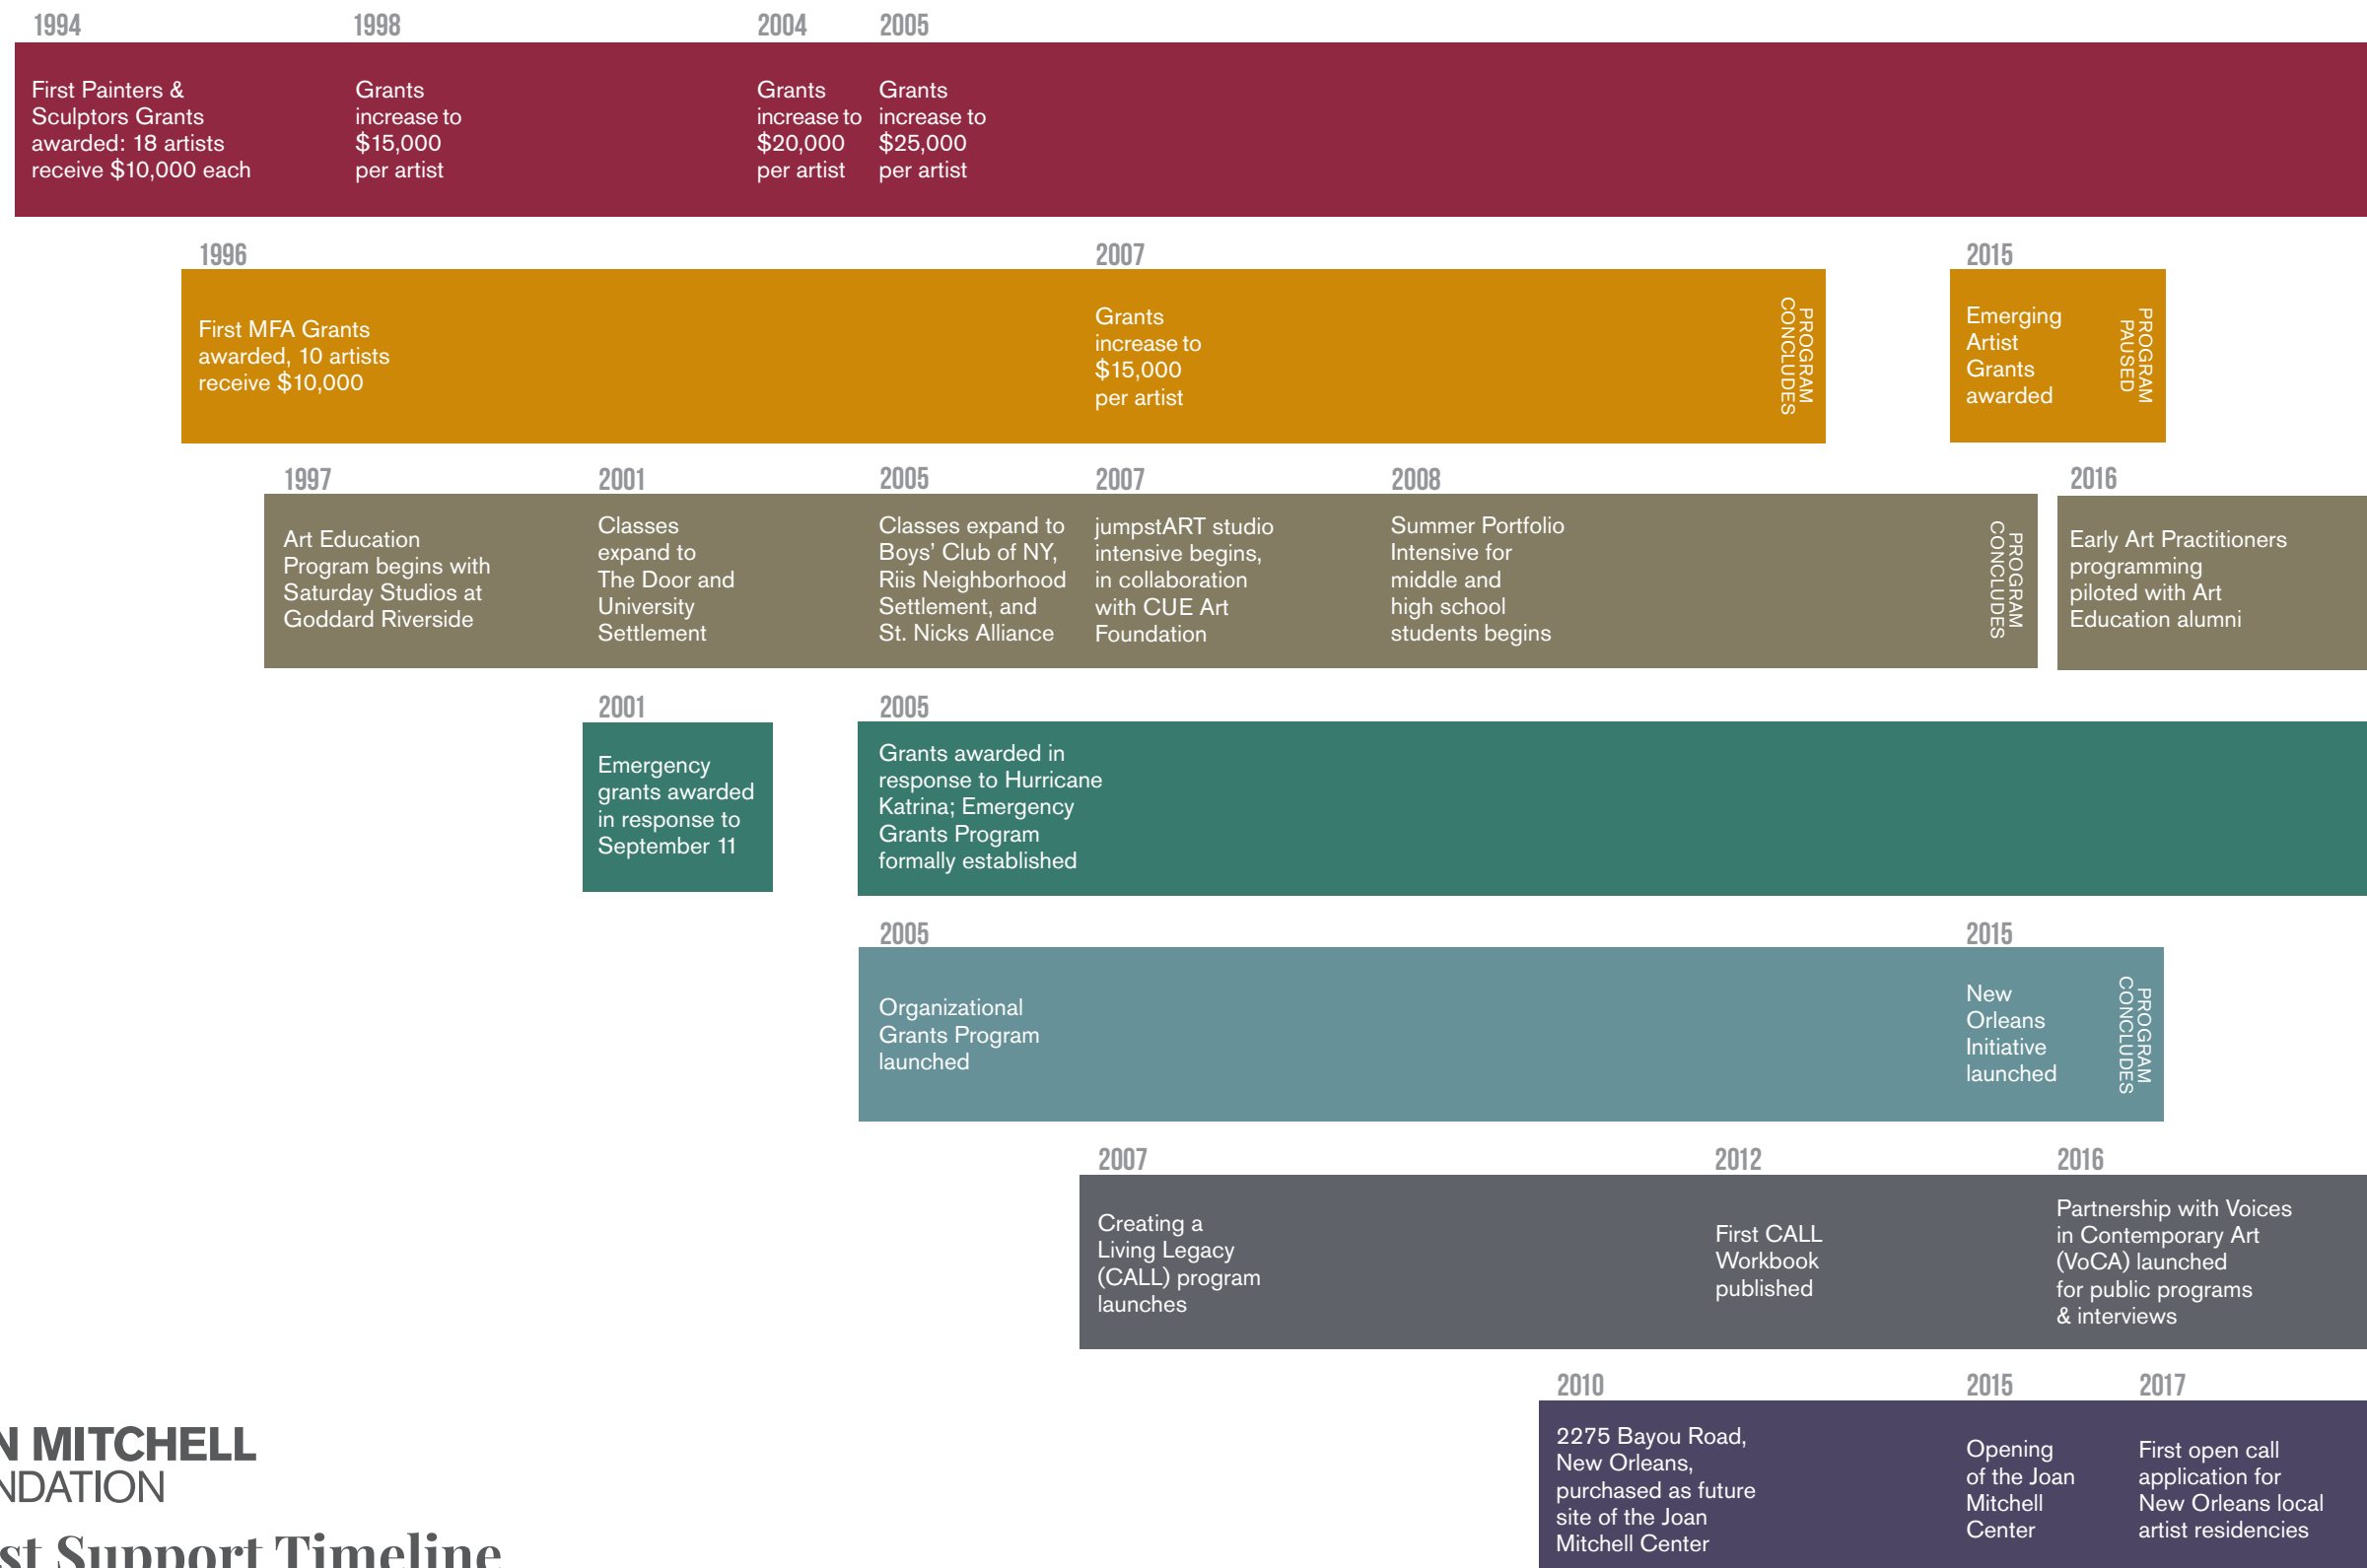 1994
First Painters &
Sculptors Grants
awarded: 18 artists
receive $10,000 each
1998
Grants
increase to
$15,000
per artist
2004
Grants
increase to
$20,000
per artist
2005
Grants
increase to
$25,000
per artist
1996
First MFA Grants
awarded, 10 artists
receive $10,000
2007
Grants
increase to
$15,000
per artist
PROGRAM
CONCLUDES
2015
Emerging
Artist
Grants
awarded
PROGRAM
PAUSED
1997
Art Education
Program begins with
Saturday Studios at
Goddard Riverside
2001
Classes
expand to
The Door and
University
Settlement
2005
Classes expand to
Boys’ Club of NY,
Riis Neighborhood
Settlement, and
St. Nicks Alliance
2007
jumpstART studio
intensive begins,
in collaboration
with CUE Art
Foundation
2008
Summer Portfolio
Intensive for
middle and
high school
students begins
PROGRAM
CONCLUDES
2016
Early Art Practitioners
programming
piloted with Art
Education alumni
2001
Emergency
grants awarded
in response to
September 11
2005
Grants awarded in
response to Hurricane
Katrina; Emergency
Grants Program
formally established
2005
Organizational
Grants Program
launched
2015
New
Orleans
Initiative
launched
PROGRAM
CONCLUDES
2007
Creating a
Living Legacy
(CALL) program
launches
2012
First CALL
Workbook
published
2016
Partnership with Voices
in Contemporary Art
(VoCA) launched
for public programs
& interviews
2010
2275 Bayou Road,
New Orleans,
purchased as future
site of the Joan
Mitchell Center
2015
Opening
of the Joan
Mitchell
Center
2017
First open call
application for
New Orleans local
artist residencies
N MITCHELL
NDATION
st Support Timeline